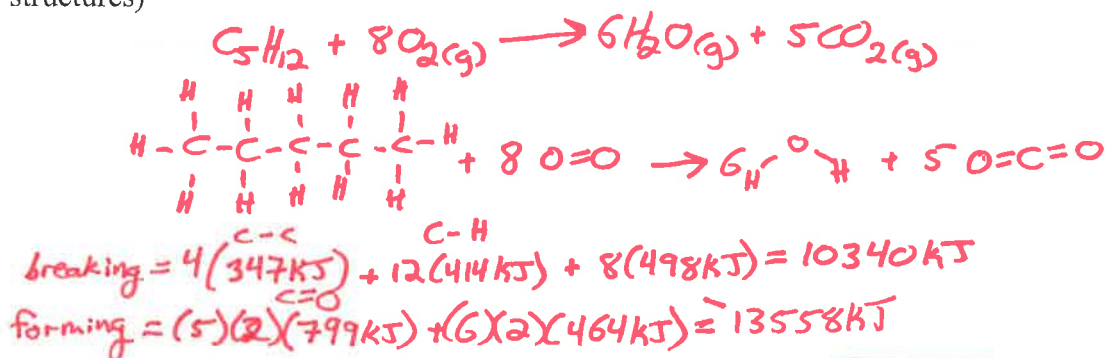 structures)
C5H12 + 8O2(g) → 6H2O(g) + 5CO2(g)
H H H H H
H-C-C-C-C-C-H + 8 O=O → 6 H O H + 5 O=C=O
H H H H H
C-C C-H
breaking = 4(347KJ) + 12(414KJ) + 8(498KJ) = 10340KJ
C=O
forming = (5)(2)(799KJ) + (6)(2)(464KJ) = 13558KJ